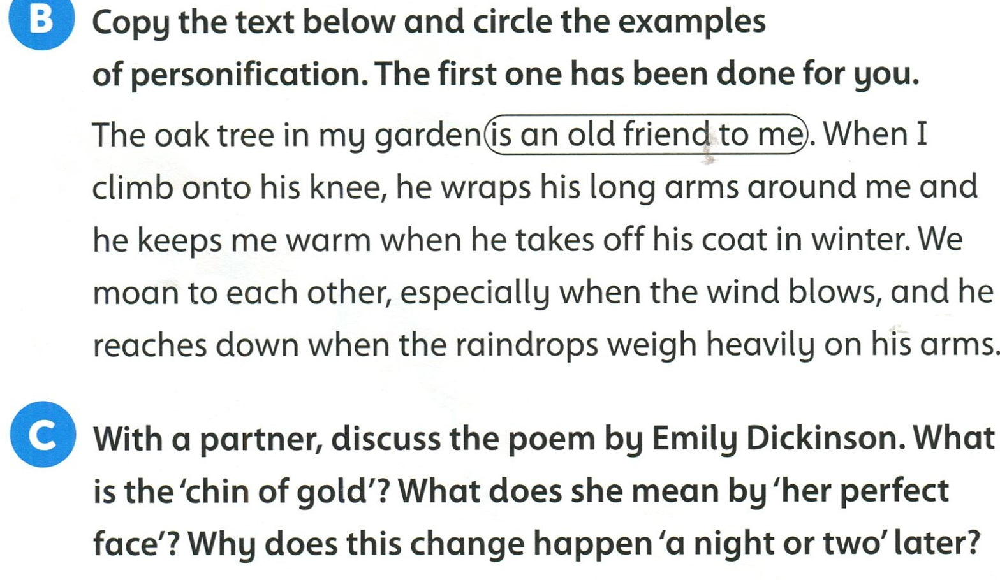 B Copy the text below and circle the examples
of personification. The first one has been done for you.
The oak tree in my garden is an old friend to me. When I
climb onto his knee, he wraps his long arms around me and
he keeps me warm when he takes off his coat in winter. We
moan to each other, especially when the wind blows, and he
reaches down when the raindrops weigh heavily on his arms.
C With a partner, discuss the poem by Emily Dickinson. What
is the ‘chin of gold’? What does she mean by ‘her perfect
face’? Why does this change happen ‘a night or two’ later?